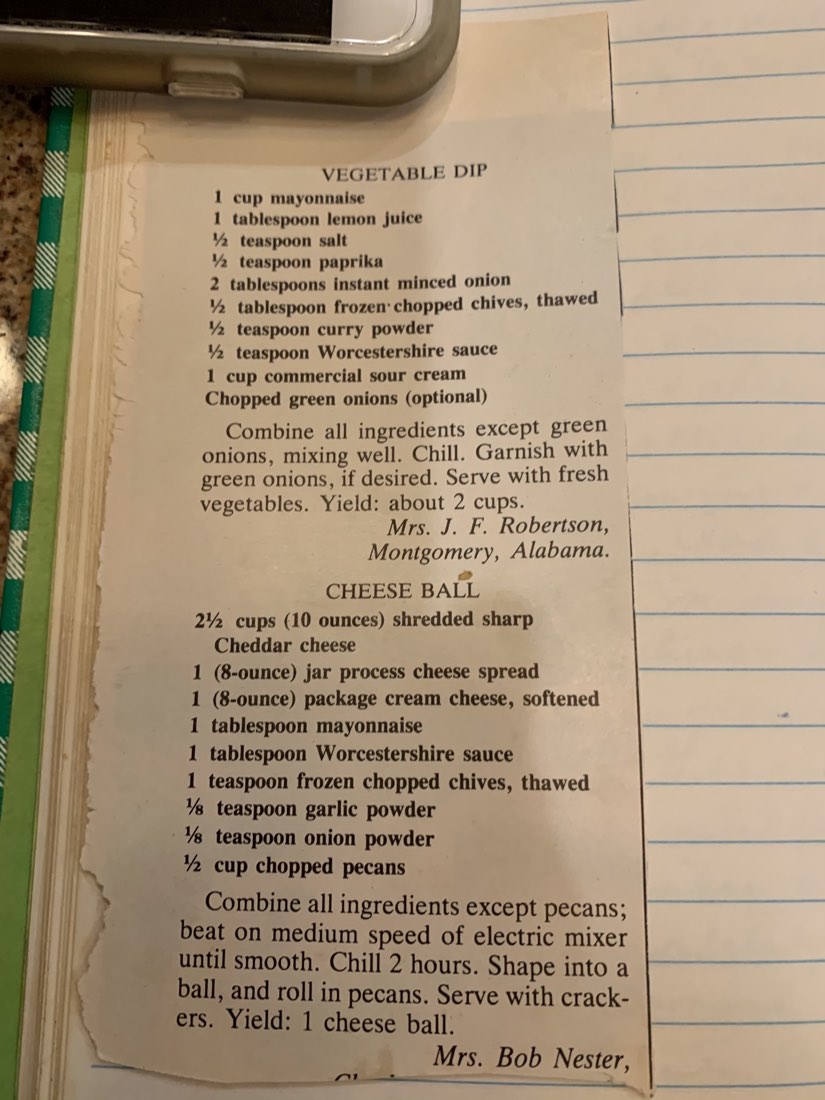 VEGETABLE DIP
1 cup mayonnaise
1 tablespoon lemon juice
½ teaspoon salt
½ teaspoon paprika
2 tablespoons instant minced onion
½ tablespoon frozen chopped chives, thawed
½ teaspoon curry powder
½ teaspoon Worcestershire sauce
1 cup commercial sour cream
Chopped green onions (optional)
Combine all ingredients except green
onions, mixing well. Chill. Garnish with
green onions, if desired. Serve with fresh
vegetables. Yield: about 2 cups.
Mrs. J. F. Robertson,
Montgomery, Alabama.
CHEESE BALL
2½ cups (10 ounces) shredded sharp
Cheddar cheese
1 (8-ounce) jar process cheese spread
1 (8-ounce) package cream cheese, softened
1 tablespoon mayonnaise
1 tablespoon Worcestershire sauce
1 teaspoon frozen chopped chives, thawed
⅛ teaspoon garlic powder
⅛ teaspoon onion powder
½ cup chopped pecans
Combine all ingredients except pecans;
beat on medium speed of electric mixer
until smooth. Chill 2 hours. Shape into a
ball, and roll in pecans. Serve with crack-
ers. Yield: 1 cheese ball.
Mrs. Bob Nester,